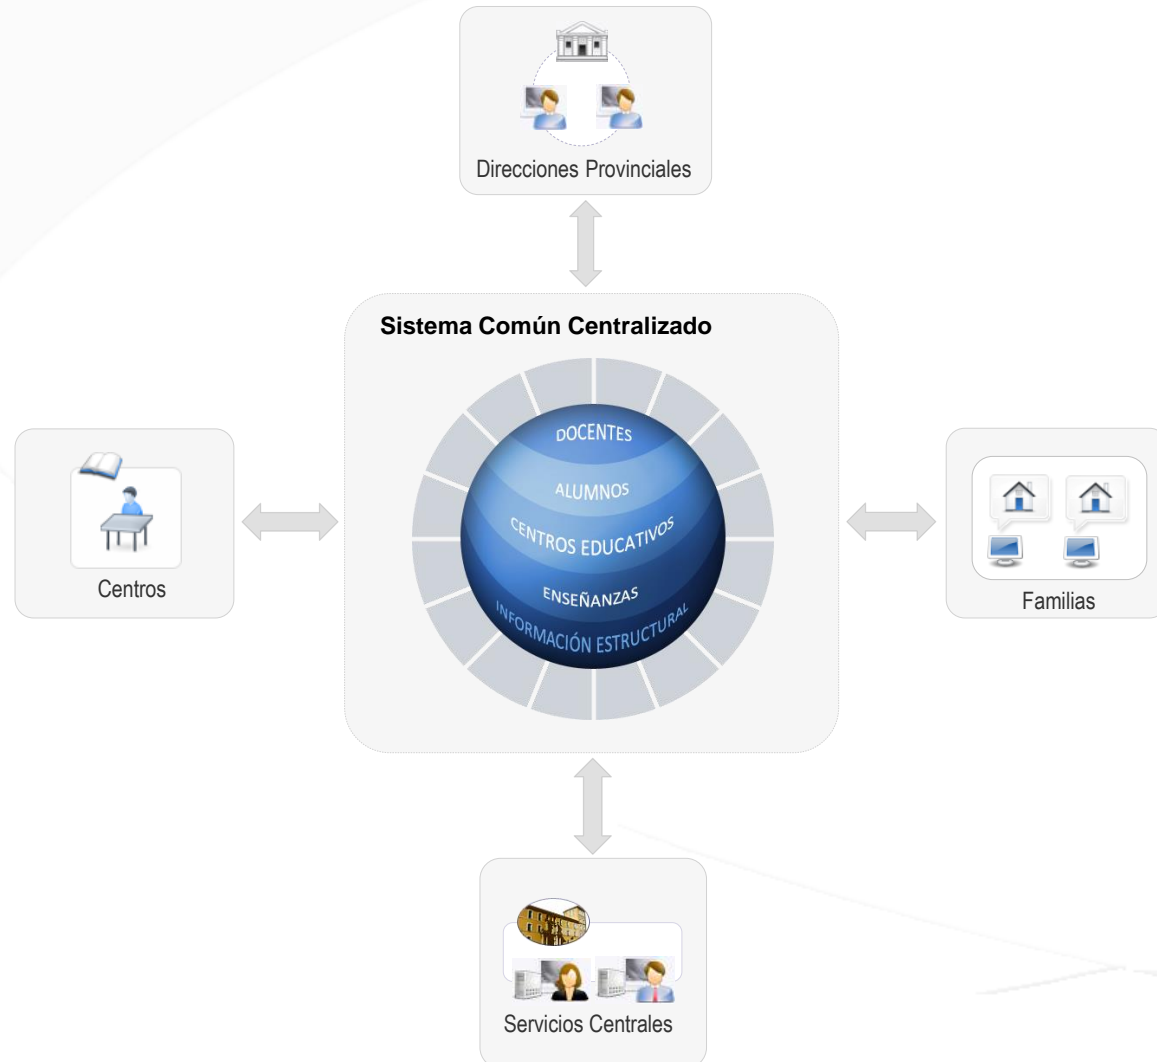 Direcciones Provinciales
Sistema Común Centralizado
DOCENTES
ALUMNOS
CENTROS EDUCATIVOS
ENSEÑANZAS
INFORMACIÓN ESTRUCTURAL
Centros
Familias
Servicios Centrales